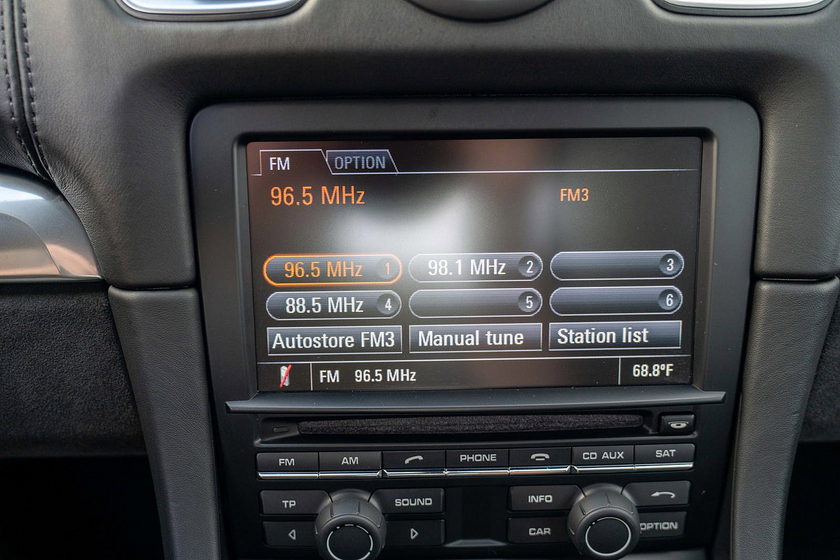 FM OPTION
96.5 MHz FM3
96.5 MHz 1 98.1 MHz 2 3
88.5 MHz 4 5 6
Autostore FM3 Manual tune Station list
FM 96.5 MHz 68.8°F
FM AM PHONE CD AUX SAT
TP SOUND INFO
CAR OPTION